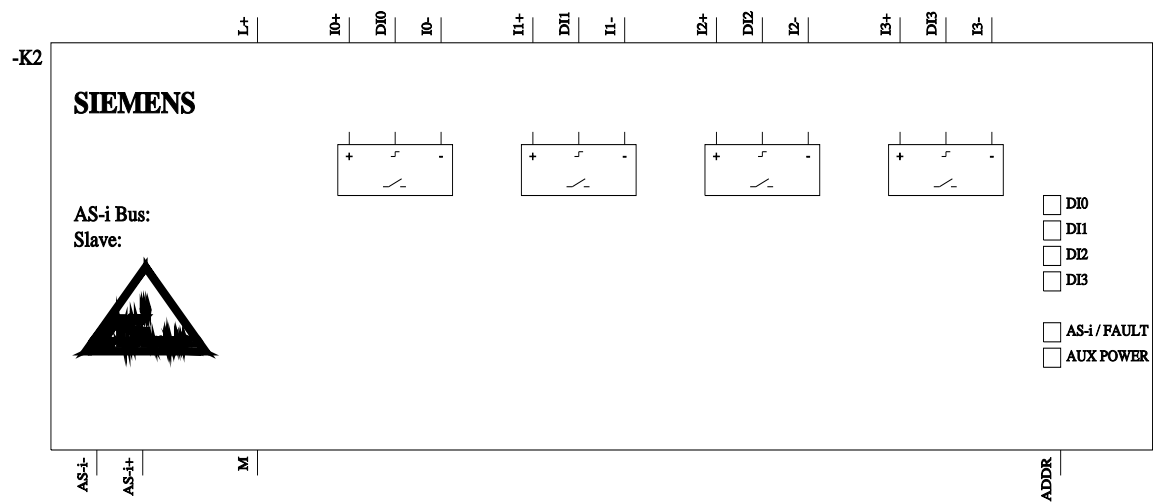 L+ I0+ DI0 I0- I1+ DI1 I1- I2+ DI2 I2- I3+ DI3 I3-
-K2
SIEMENS
+ - + - + - + -
AS-i Bus:
Slave:
DI0
DI1
DI2
DI3
AS-i / FAULT
AUX POWER
AS-i- AS-i+ M ADDR